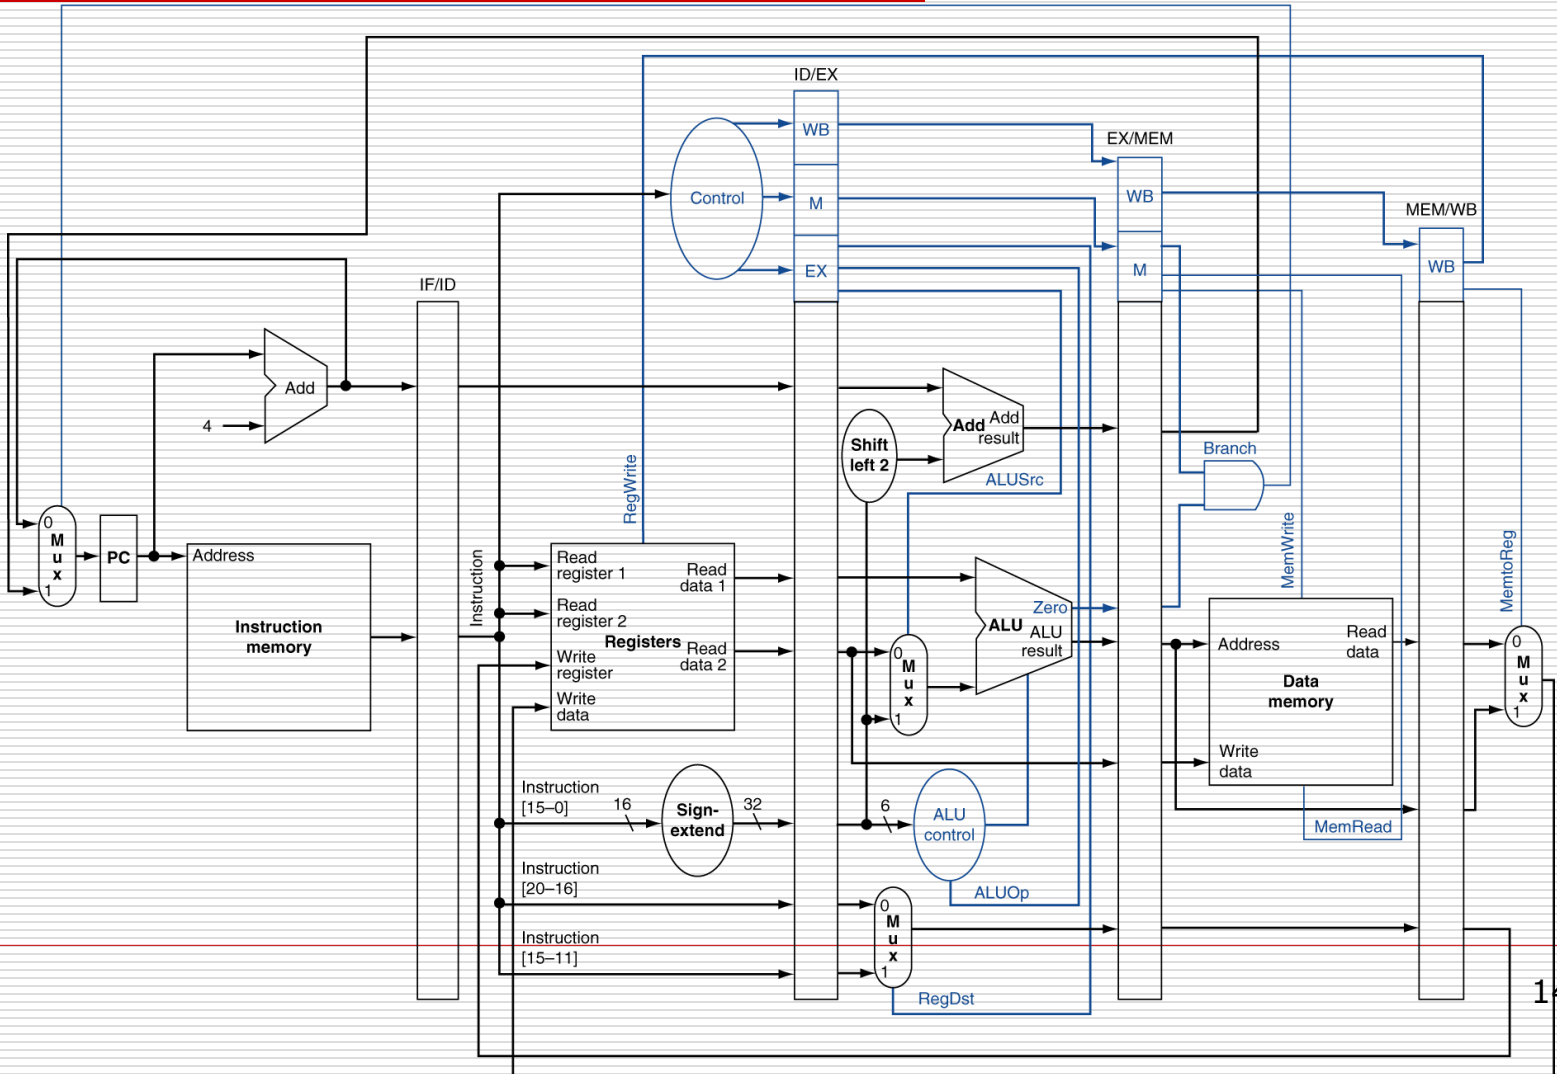 ID/EX
WB
Control
M
EX
EX/MEM
WB
M
MEM/WB
WB
IF/ID
Add
4
Shift
left 2
Add
Add
result
ALUSrc
Branch
RegWrite
MemWrite
MemtoReg
0
M
u
x
1
PC
Address
Instruction
memory
Instruction
Read
register 1
Read
register 2
Write
register
Write
data
Registers
Read
data 1
Read
data 2
0
M
u
x
1
Zero
ALU
ALU
result
Address
Read
data
Data
memory
Write
data
MemRead
0
M
u
x
1
Instruction
[15–0]
16
Sign-
extend
32
6
ALU
control
ALUOp
Instruction
[20–16]
Instruction
[15–11]
0
M
u
x
1
RegDst